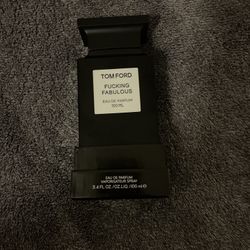 TOM FORD
FUCKING
FABULOUS
EAU DE PARFUM
100 ML
EAU DE PARFUM
VAPORISATEUR SPRAY
3.4 FL.OZ./OZ.LIQ./100 ml ℮